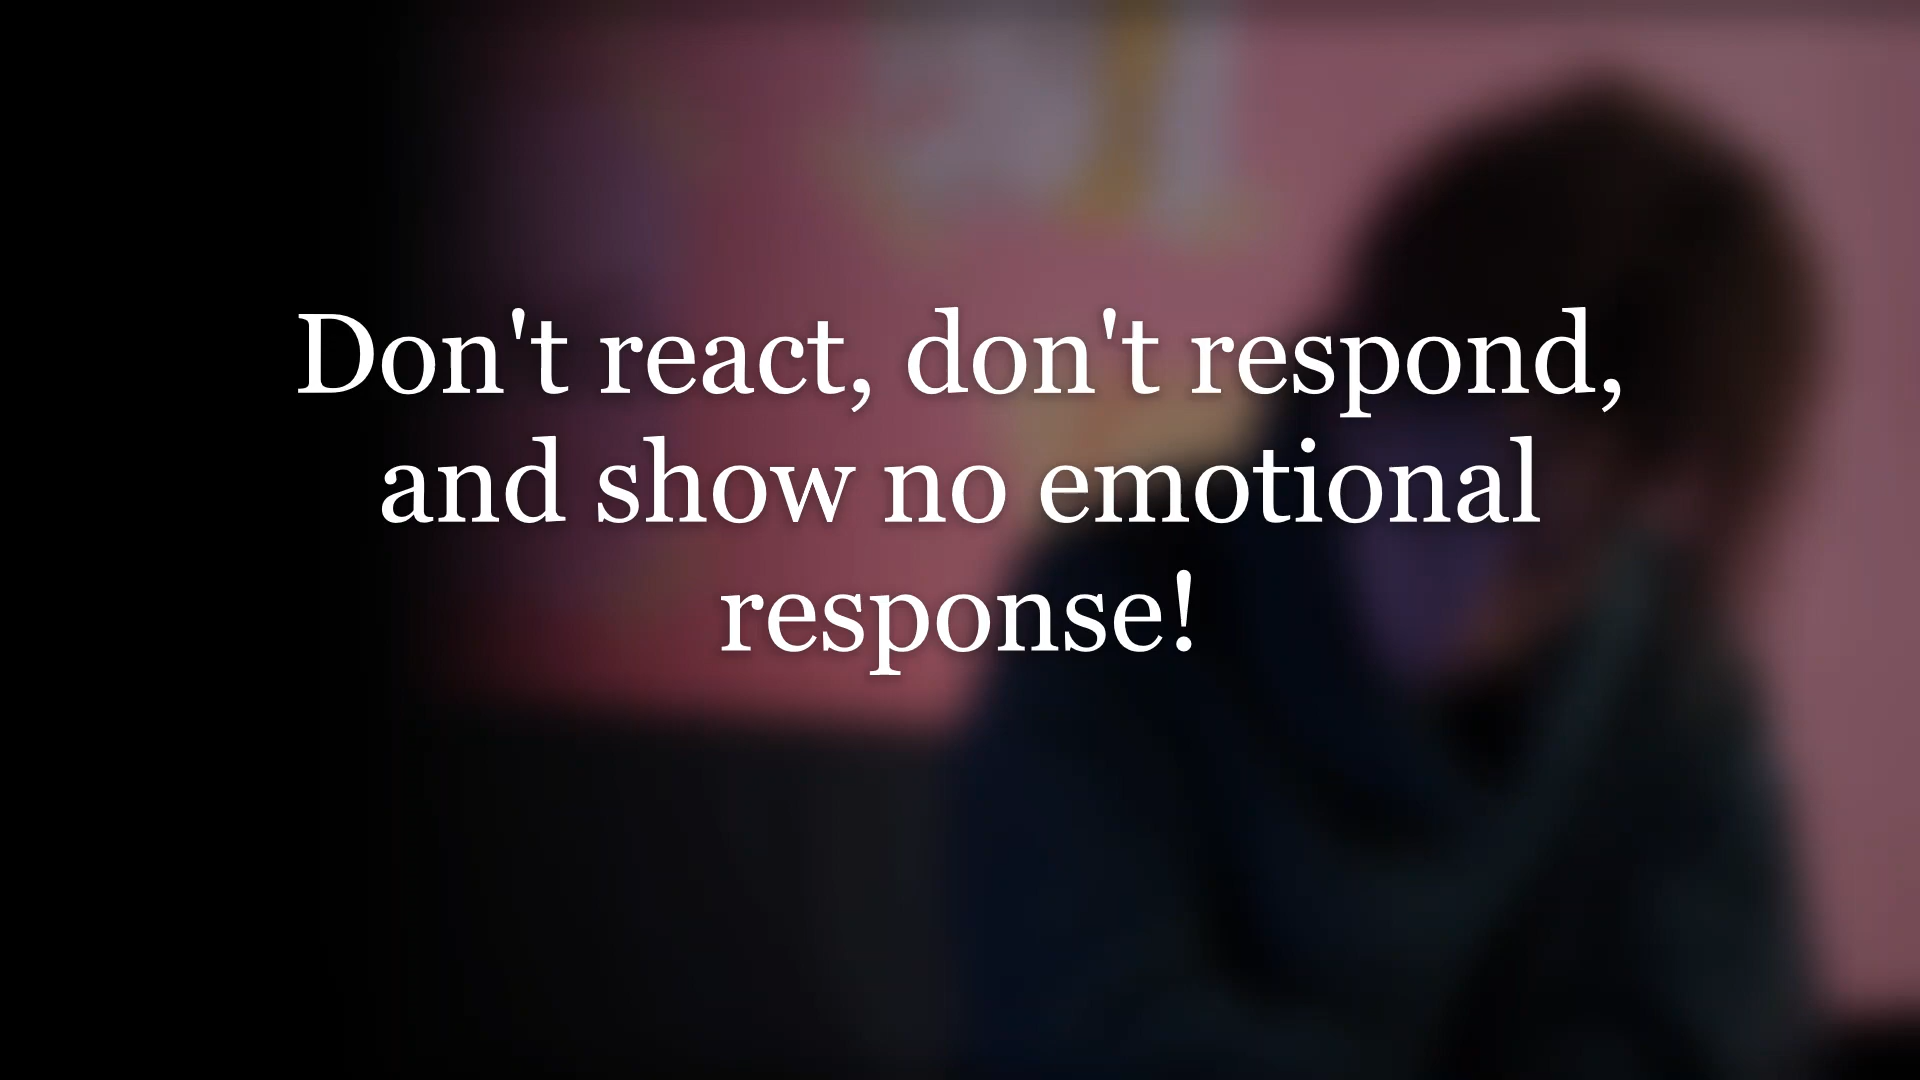 Don't react, don't respond,
and show no emotional
response!